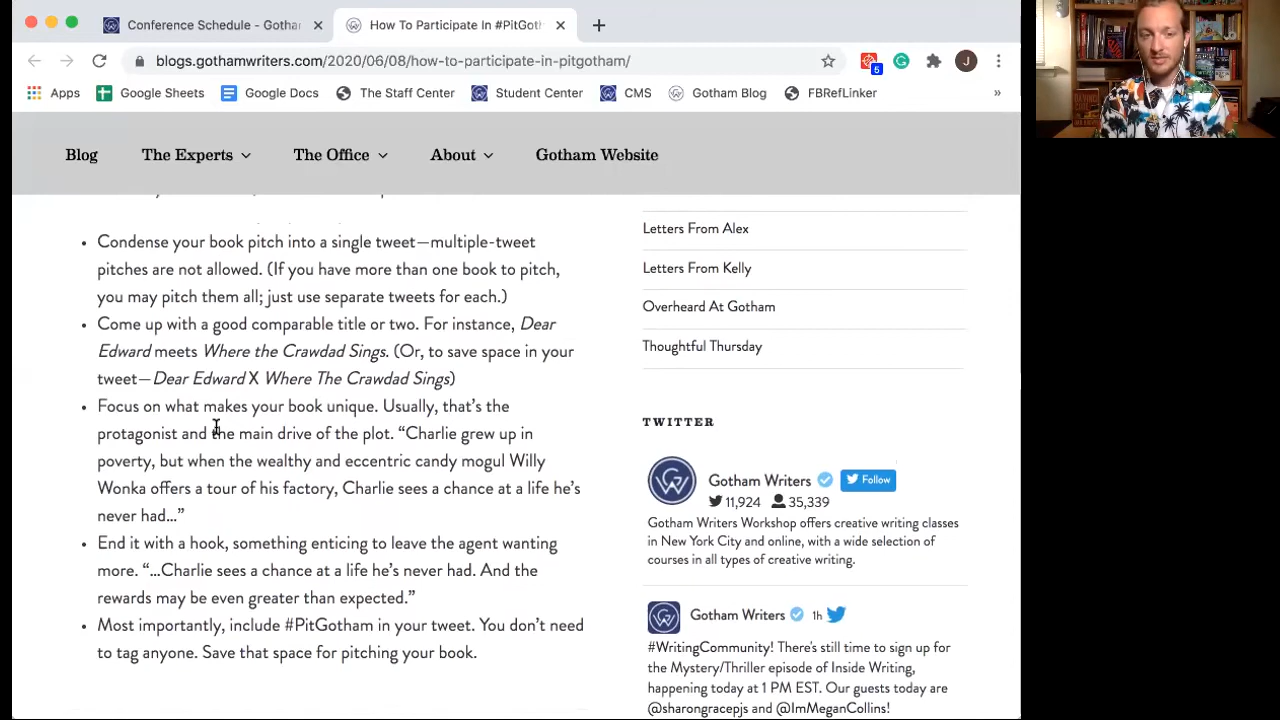 Conference Schedule - Gotham
How To Participate In #PitGoth
blogs.gothamwriters.com/2020/06/08/how-to-participate-in-pitgotham/
5
J
Apps
Google Sheets
Google Docs
The Staff Center
Student Center
CMS
Gotham Blog
FBRefLinker
»
Blog
The Experts
The Office
About
Gotham Website
• Condense your book pitch into a single tweet—multiple-tweet
pitches are not allowed. (If you have more than one book to pitch,
you may pitch them all; just use separate tweets for each.)
• Come up with a good comparable title or two. For instance, Dear
Edward meets Where the Crawdad Sings. (Or, to save space in your
tweet—Dear Edward X Where The Crawdad Sings)
• Focus on what makes your book unique. Usually, that's the
protagonist and the main drive of the plot. “Charlie grew up in
poverty, but when the wealthy and eccentric candy mogul Willy
Wonka offers a tour of his factory, Charlie sees a chance at a life he's
never had…”
• End it with a hook, something enticing to leave the agent wanting
more. “…Charlie sees a chance at a life he's never had. And the
rewards may be even greater than expected.”
• Most importantly, include #PitGotham in your tweet. You don't need
to tag anyone. Save that space for pitching your book.
Letters From Alex
Letters From Kelly
Overheard At Gotham
Thoughtful Thursday
TWITTER
Gotham Writers
Follow
11,924 35,339
Gotham Writers Workshop offers creative writing classes
in New York City and online, with a wide selection of
courses in all types of creative writing.
Gotham Writers 1h
#WritingCommunity! There's still time to sign up for
the Mystery/Thriller episode of Inside Writing,
happening today at 1 PM EST. Our guests today are
@sharongracepjs and @ImMeganCollins!